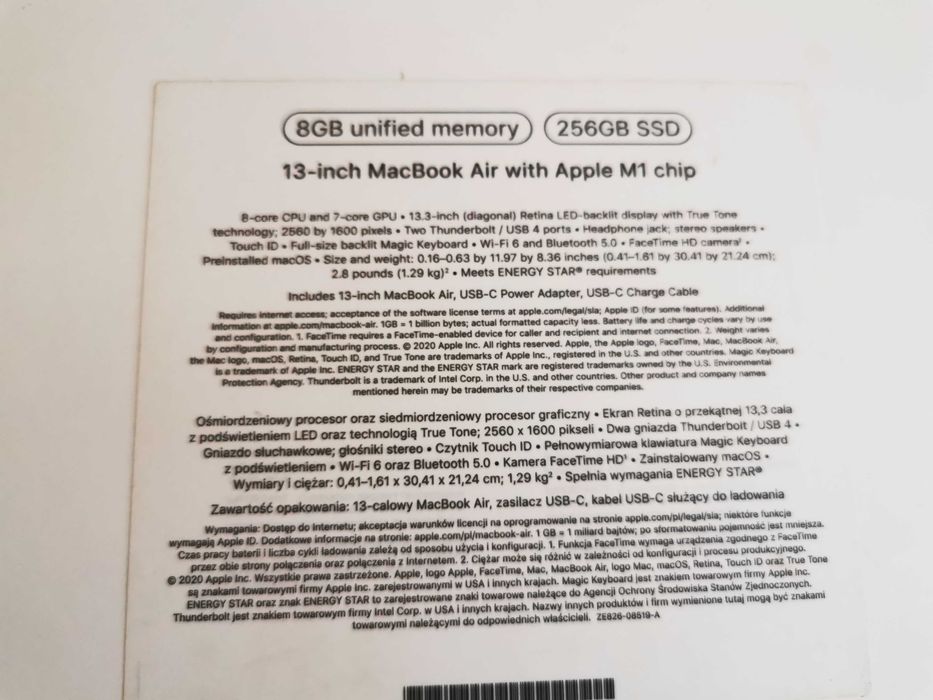 8GB unified memory 256GB SSD
13-inch MacBook Air with Apple M1 chip
8-core CPU and 7-core GPU • 13.3-inch (diagonal) Retina LED-backlit display with True Tone
technology; 2560 by 1600 pixels • Two Thunderbolt / USB 4 ports • Headphone jack; stereo speakers •
Touch ID • Full-size backlit Magic Keyboard • Wi-Fi 6 and Bluetooth 5.0 • FaceTime HD camera¹ •
Preinstalled macOS • Size and weight: 0.16–0.63 by 11.97 by 8.36 inches (0.41–1.61 by 30.41 by 21.24 cm);
2.8 pounds (1.29 kg)² • Meets ENERGY STAR® requirements
Includes 13-inch MacBook Air, USB-C Power Adapter, USB-C Charge Cable
Requires internet access; acceptance of the software license terms at apple.com/legal/sla; Apple ID (for some features). Additional
information at apple.com/macbook-air. 1GB = 1 billion bytes; actual formatted capacity less. Battery life and charge cycles vary by use
and configuration. 1. FaceTime requires a FaceTime-enabled device for caller and recipient and internet connection. 2. Weight varies
by configuration and manufacturing process. © 2020 Apple Inc. All rights reserved. Apple, the Apple logo, FaceTime, Mac, MacBook Air,
the Mac logo, macOS, Retina, Touch ID, and True Tone are trademarks of Apple Inc., registered in the U.S. and other countries. Magic Keyboard
is a trademark of Apple Inc. ENERGY STAR and the ENERGY STAR mark are registered trademarks owned by the U.S. Environmental
Protection Agency. Thunderbolt is a trademark of Intel Corp. in the U.S. and other countries. Other product and company names
mentioned herein may be trademarks of their respective companies.
Ośmiordzeniowy procesor oraz siedmiordzeniowy procesor graficzny • Ekran Retina o przekątnej 13,3 cala
z podświetleniem LED oraz technologią True Tone; 2560 x 1600 pikseli • Dwa gniazda Thunderbolt / USB 4 •
Gniazdo słuchawkowe; głośniki stereo • Czytnik Touch ID • Pełnowymiarowa klawiatura Magic Keyboard
z podświetleniem • Wi-Fi 6 oraz Bluetooth 5.0 • Kamera FaceTime HD¹ • Zainstalowany macOS •
Wymiary i ciężar: 0,41–1,61 x 30,41 x 21,24 cm; 1,29 kg² • Spełnia wymagania ENERGY STAR®
Zawartość opakowania: 13-calowy MacBook Air, zasilacz USB-C, kabel USB-C służący do ładowania
Wymagania: Dostęp do Internetu; akceptacja warunków licencji na oprogramowanie na stronie apple.com/pl/legal/sla; niektóre funkcje
wymagają Apple ID. Dodatkowe informacje na stronie: apple.com/pl/macbook-air. 1 GB = 1 miliard bajtów; po sformatowaniu pojemność jest mniejsza.
Czas pracy baterii i liczba cykli ładowania zależą od sposobu użycia i konfiguracji. 1. Funkcja FaceTime wymaga urządzenia zgodnego z FaceTime
przez obie strony połączenia oraz połączenia z Internetem. 2. Ciężar może się różnić w zależności od konfiguracji i procesu produkcyjnego.
© 2020 Apple Inc. Wszystkie prawa zastrzeżone. Apple, logo Apple, FaceTime, Mac, MacBook Air, logo Mac, macOS, Retina, Touch ID oraz True Tone
są znakami towarowymi firmy Apple Inc. zarejestrowanymi w USA i innych krajach. Magic Keyboard jest znakiem towarowym firmy Apple Inc.
ENERGY STAR oraz znak ENERGY STAR to zarejestrowane znaki towarowe należące do Agencji Ochrony Środowiska Stanów Zjednoczonych.
Thunderbolt jest znakiem towarowym firmy Intel Corp. w USA i innych krajach. Nazwy innych produktów i firm wymienione tutaj mogą być znakami
towarowymi należącymi do odpowiednich właścicieli. ZE826-08519-A